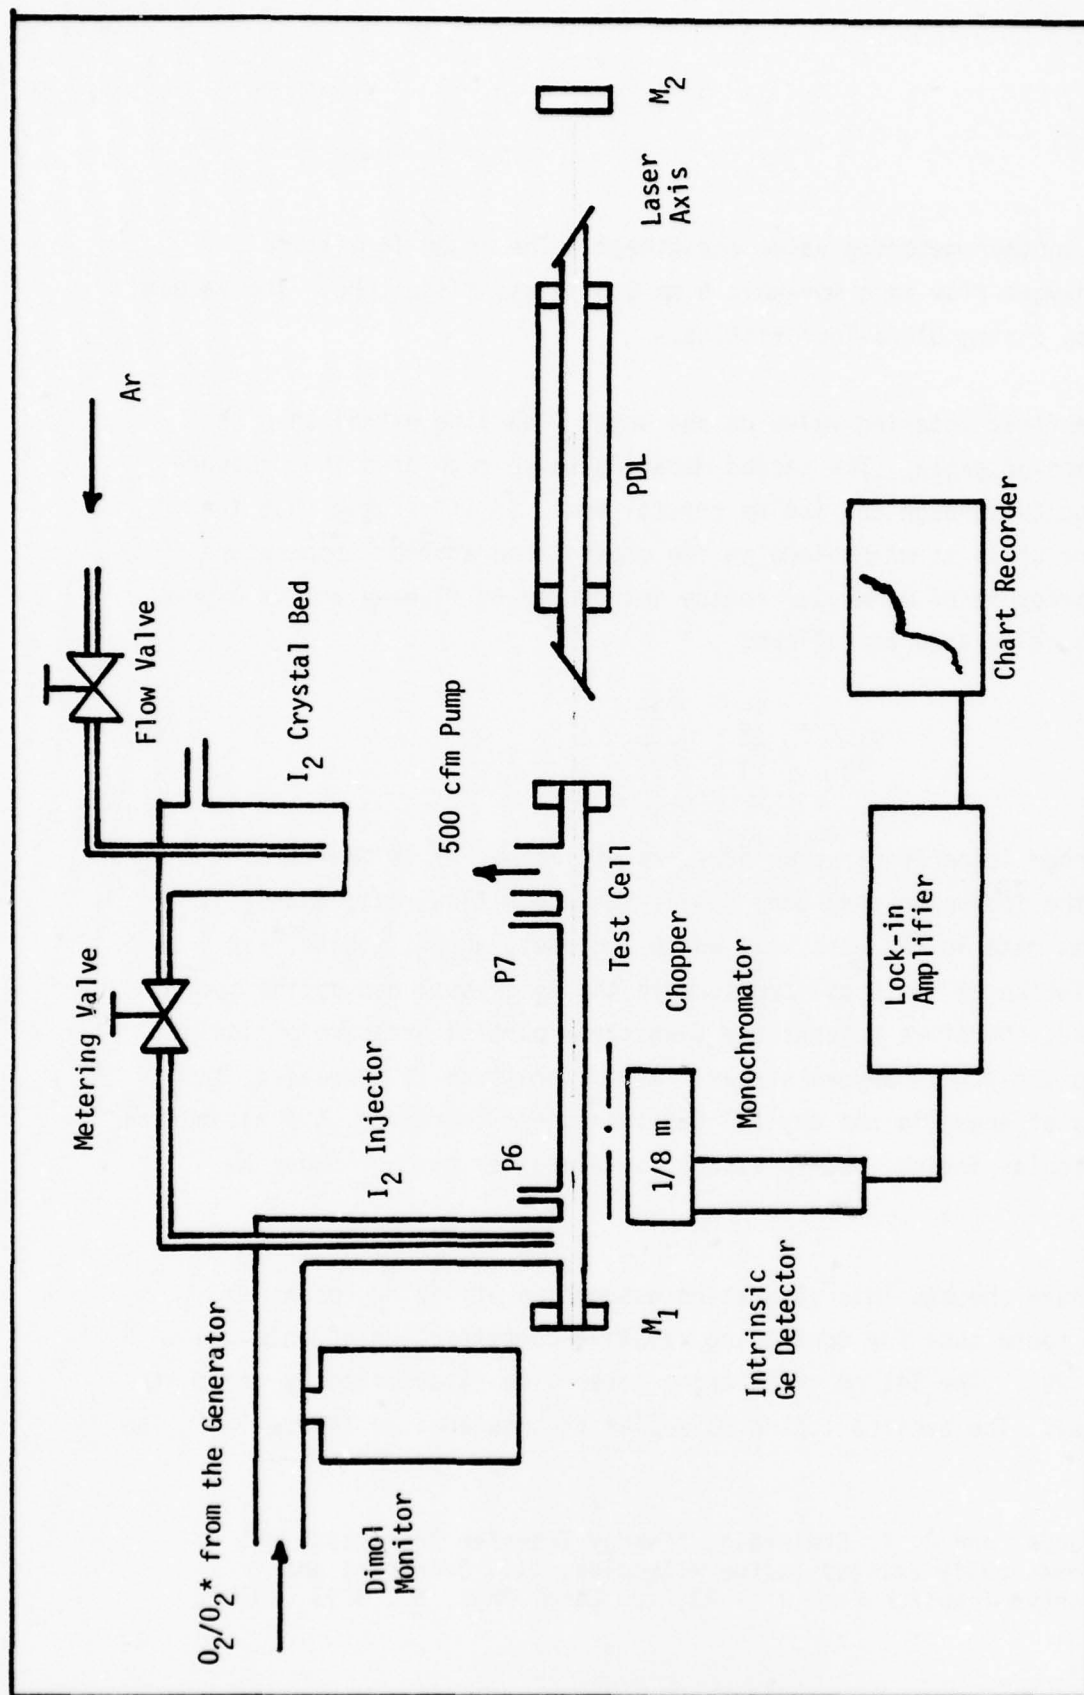 O2/O2* from the Generator
Dimol
Monitor
Metering Valve
I2 Injector
P6
M1
Intrinsic
Ge Detector
1/8 m
Monochromator
Chopper
Test Cell
P7
500 cfm Pump
I2 Crystal Bed
Flow Valve
Ar
Lock-in
Amplifier
Chart Recorder
PDL
Laser
Axis
M2